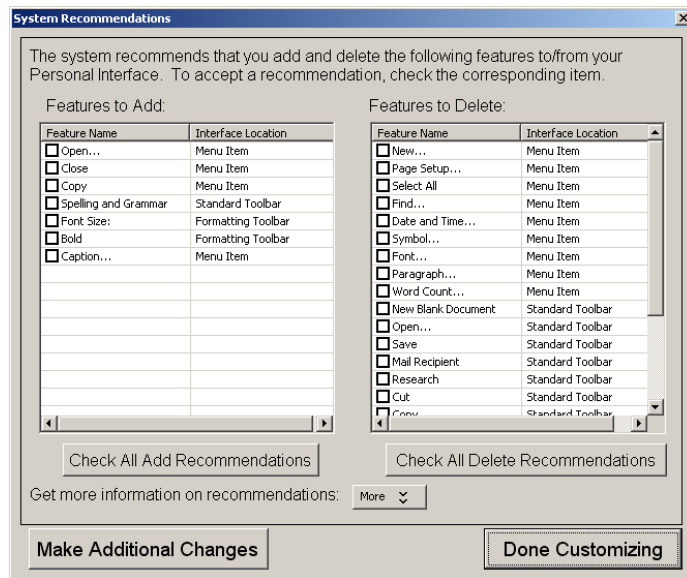 System Recommendations
The system recommends that you add and delete the following features to/from your
Personal Interface. To accept a recommendation, check the corresponding item.
Features to Add:
Feature Name Interface Location
Open... Menu Item
Close Menu Item
Copy Menu Item
Spelling and Grammar Standard Toolbar
Font Size: Formatting Toolbar
Bold Formatting Toolbar
Caption... Menu Item
Check All Add Recommendations
Features to Delete:
Feature Name Interface Location
New... Menu Item
Page Setup... Menu Item
Select All Menu Item
Find... Menu Item
Date and Time... Menu Item
Symbol... Menu Item
Font... Menu Item
Paragraph... Menu Item
Word Count... Menu Item
New Blank Document Standard Toolbar
Open... Standard Toolbar
Save Standard Toolbar
Mail Recipient Standard Toolbar
Research Standard Toolbar
Cut Standard Toolbar
Copy Standard Toolbar
Check All Delete Recommendations
Get more information on recommendations: More
Make Additional Changes
Done Customizing